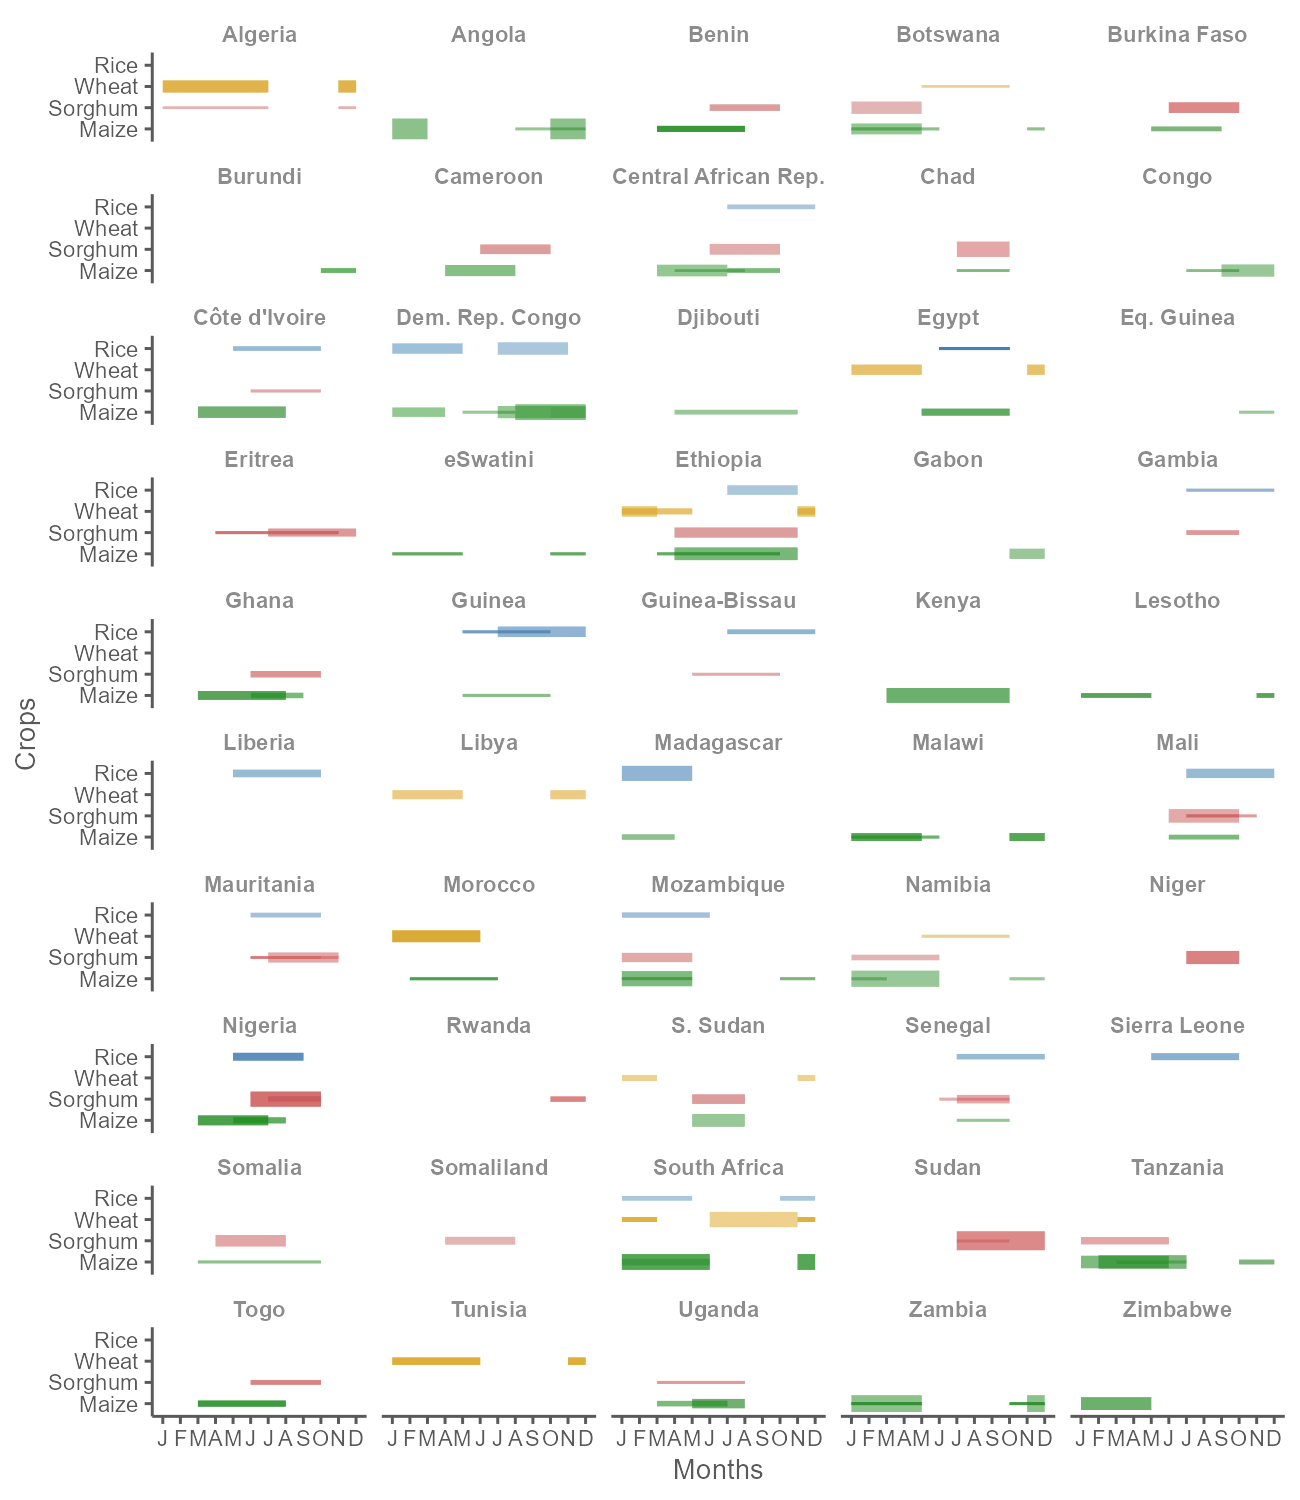 Algeria Angola Benin Botswana Burkina Faso
Rice
Wheat
Sorghum
Maize
Burundi Cameroon Central African Rep. Chad Congo
Rice
Wheat
Sorghum
Maize
Côte d'Ivoire Dem. Rep. Congo Djibouti Egypt Eq. Guinea
Rice
Wheat
Sorghum
Maize
Eritrea eSwatini Ethiopia Gabon Gambia
Rice
Wheat
Sorghum
Maize
Ghana Guinea Guinea-Bissau Kenya Lesotho
Rice
Wheat
Sorghum
Maize
Crops
Liberia Libya Madagascar Malawi Mali
Rice
Wheat
Sorghum
Maize
Mauritania Morocco Mozambique Namibia Niger
Rice
Wheat
Sorghum
Maize
Nigeria Rwanda S. Sudan Senegal Sierra Leone
Rice
Wheat
Sorghum
Maize
Somalia Somaliland South Africa Sudan Tanzania
Rice
Wheat
Sorghum
Maize
Togo Tunisia Uganda Zambia Zimbabwe
Rice
Wheat
Sorghum
Maize
J F M A M J J A S O N D J F M A M J J A S O N D J F M A M J J A S O N D J F M A M J J A S O N D J F M A M J J A S O N D
Months